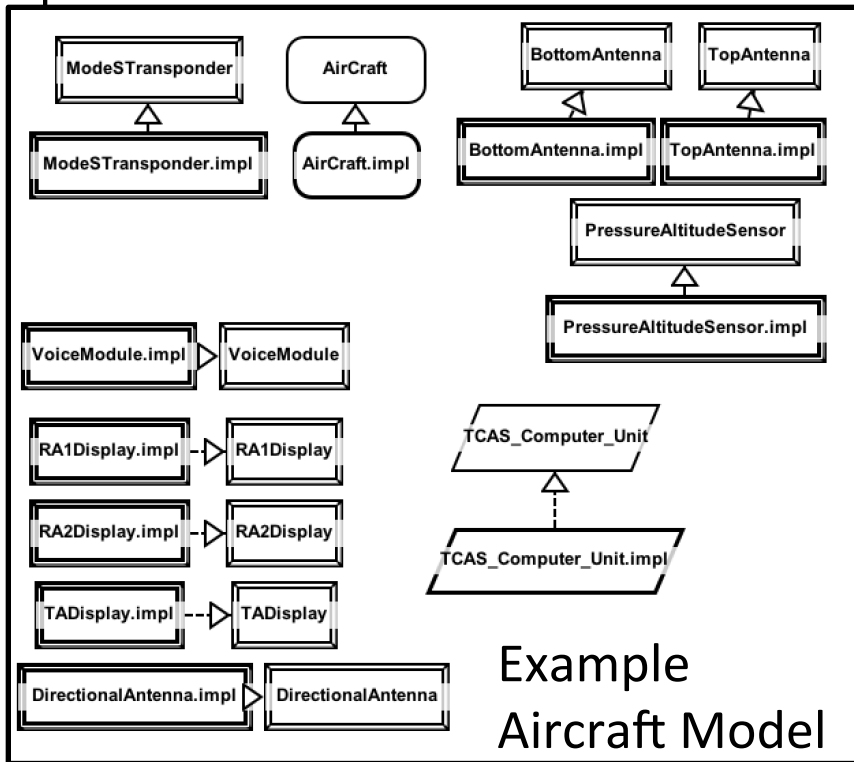 ModeSTransponder
AirCraft
BottomAntenna
TopAntenna
ModeSTransponder.impl
AirCraft.impl
BottomAntenna.impl
TopAntenna.impl
PressureAltitudeSensor
PressureAltitudeSensor.impl
VoiceModule.impl
VoiceModule
RA1Display.impl
RA1Display
TCAS_Computer_Unit
RA2Display.impl
RA2Display
TCAS_Computer_Unit.impl
TADisplay.impl
TADisplay
DirectionalAntenna.impl
DirectionalAntenna
Example
Aircraft Model